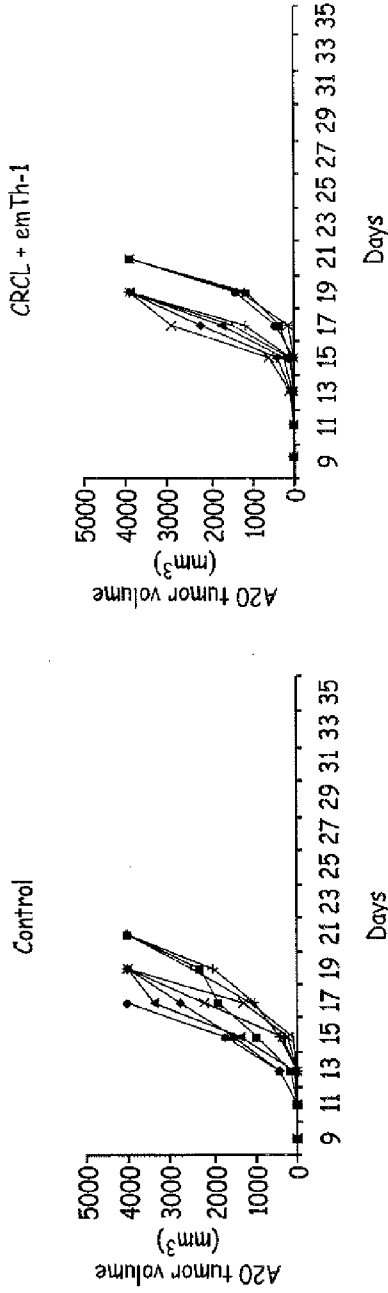 Control
A20 tumor volume
(mm³)
5000
4000
3000
2000
1000
0
9 11 13 15 17 19 21 23 25 27 29 31 33 35
Days
CRCL + emTh-1
A20 tumor volume
(mm³)
5000
4000
3000
2000
1000
0
9 11 13 15 17 19 21 23 25 27 29 31 33 35
Days